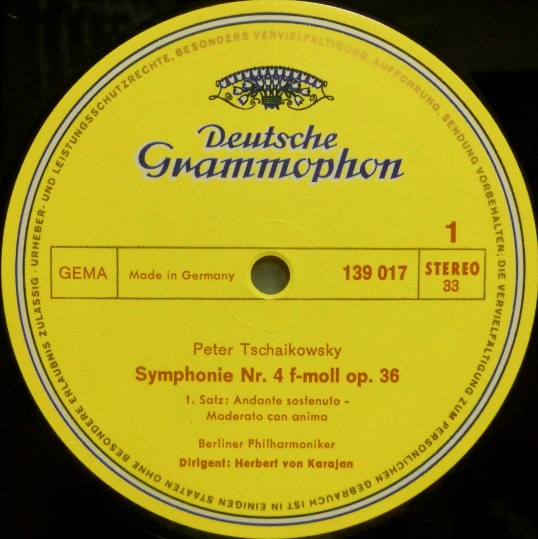 Deutsche
Grammophon
1
GEMA
Made in Germany
139 017
STEREO
33
Peter Tschaikowsky
Symphonie Nr. 4 f-moll op. 36
1. Satz: Andante sostenuto -
Moderato con anima
Berliner Philharmoniker
Dirigent: Herbert von Karajan
URHEBER- UND LEISTUNGSSCHUTZRECHTE, BESONDERS VERVIELFÄLTIGUNG, AUFFÜHRUNG, SENDUNG VORBEHALTEN; DIE VERVIELFÄLTIGUNG ZUM PERSÖNLICHEN GEBRAUCH IST IN EINIGEN STAATEN OHNE BESONDERE ERLAUBNIS ZULÄSSIG ·